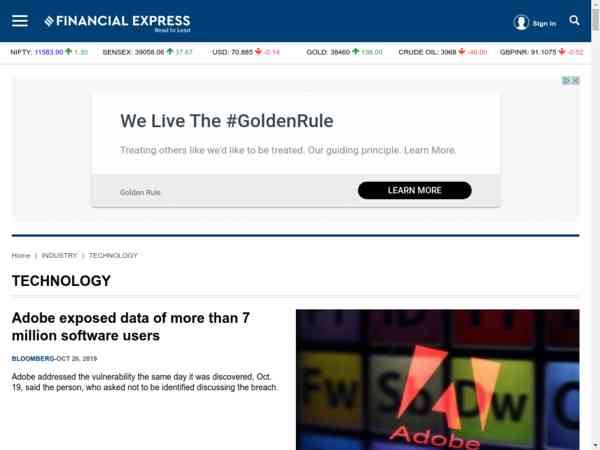 FINANCIAL EXPRESS
Read to Lead
Sign in
NIFTY: 11583.90 1.30 SENSEX: 39058.06 37.67 USD: 70.885 -0.14 GOLD: 38460 198.00 CRUDE OIL: 3968 -40.00 GBPINR: 91.1075 -0.52
We Live The #GoldenRule
Treating others like we'd like to be treated. Our guiding principle. Learn More.
Golden Rule
LEARN MORE
Home | INDUSTRY | TECHNOLOGY
TECHNOLOGY
Adobe exposed data of more than 7
million software users
BLOOMBERG-OCT 26, 2019
Adobe addressed the vulnerability the same day it was discovered, Oct.
19, said the person, who asked not to be identified discussing the breach.
Fw Sb Dw
Adobe